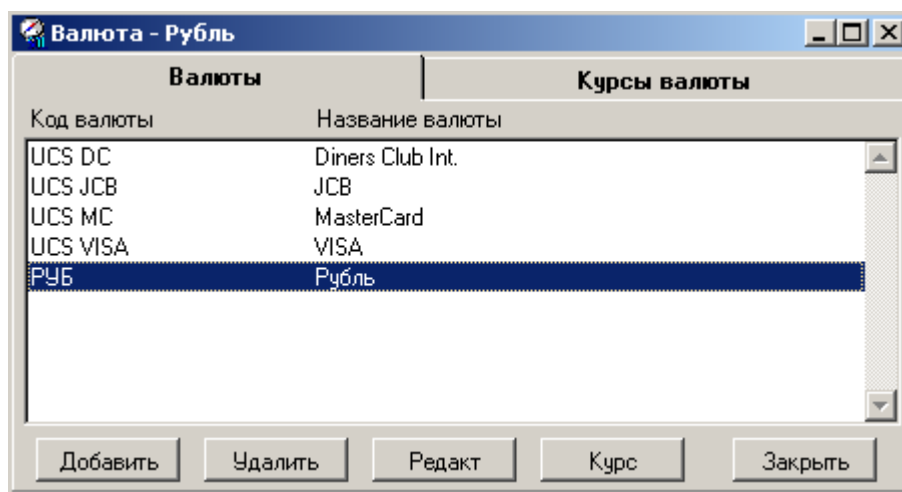 Валюта - Рубль
Валюты Курсы валюты
Код валюты Название валюты
UCS DC Diners Club Int.
UCS JCB JCB
UCS MC MasterCard
UCS VISA VISA
РУБ Рубль
Добавить Удалить Редакт Курс Закрыть